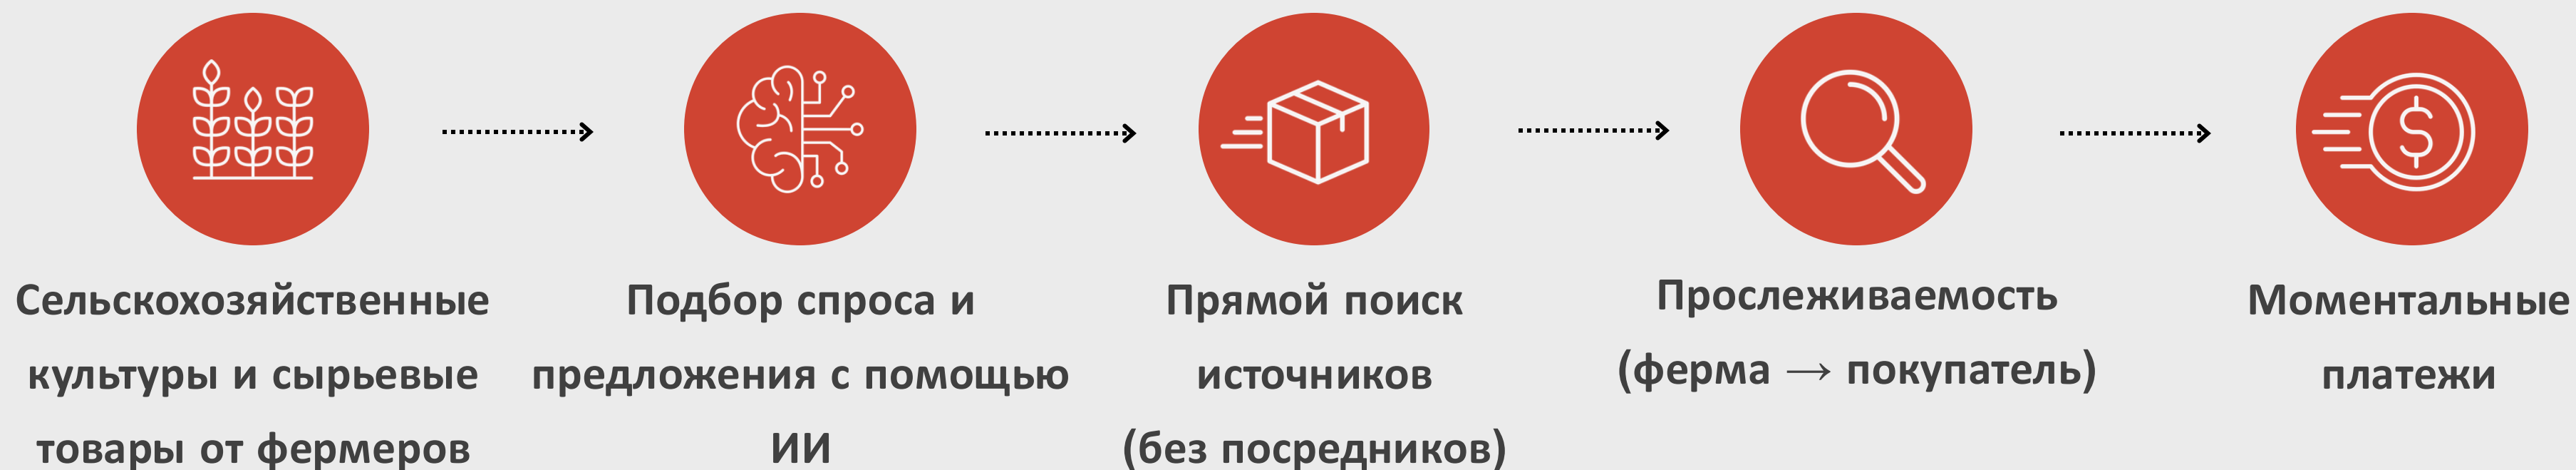 Сельскохозяйственные
культуры и сырьевые
товары от фермеров
Подбор спроса и
предложения с помощью
ИИ
Прямой поиск
источников
(без посредников)
Прослеживаемость
(ферма → покупатель)
Моментальные
платежи